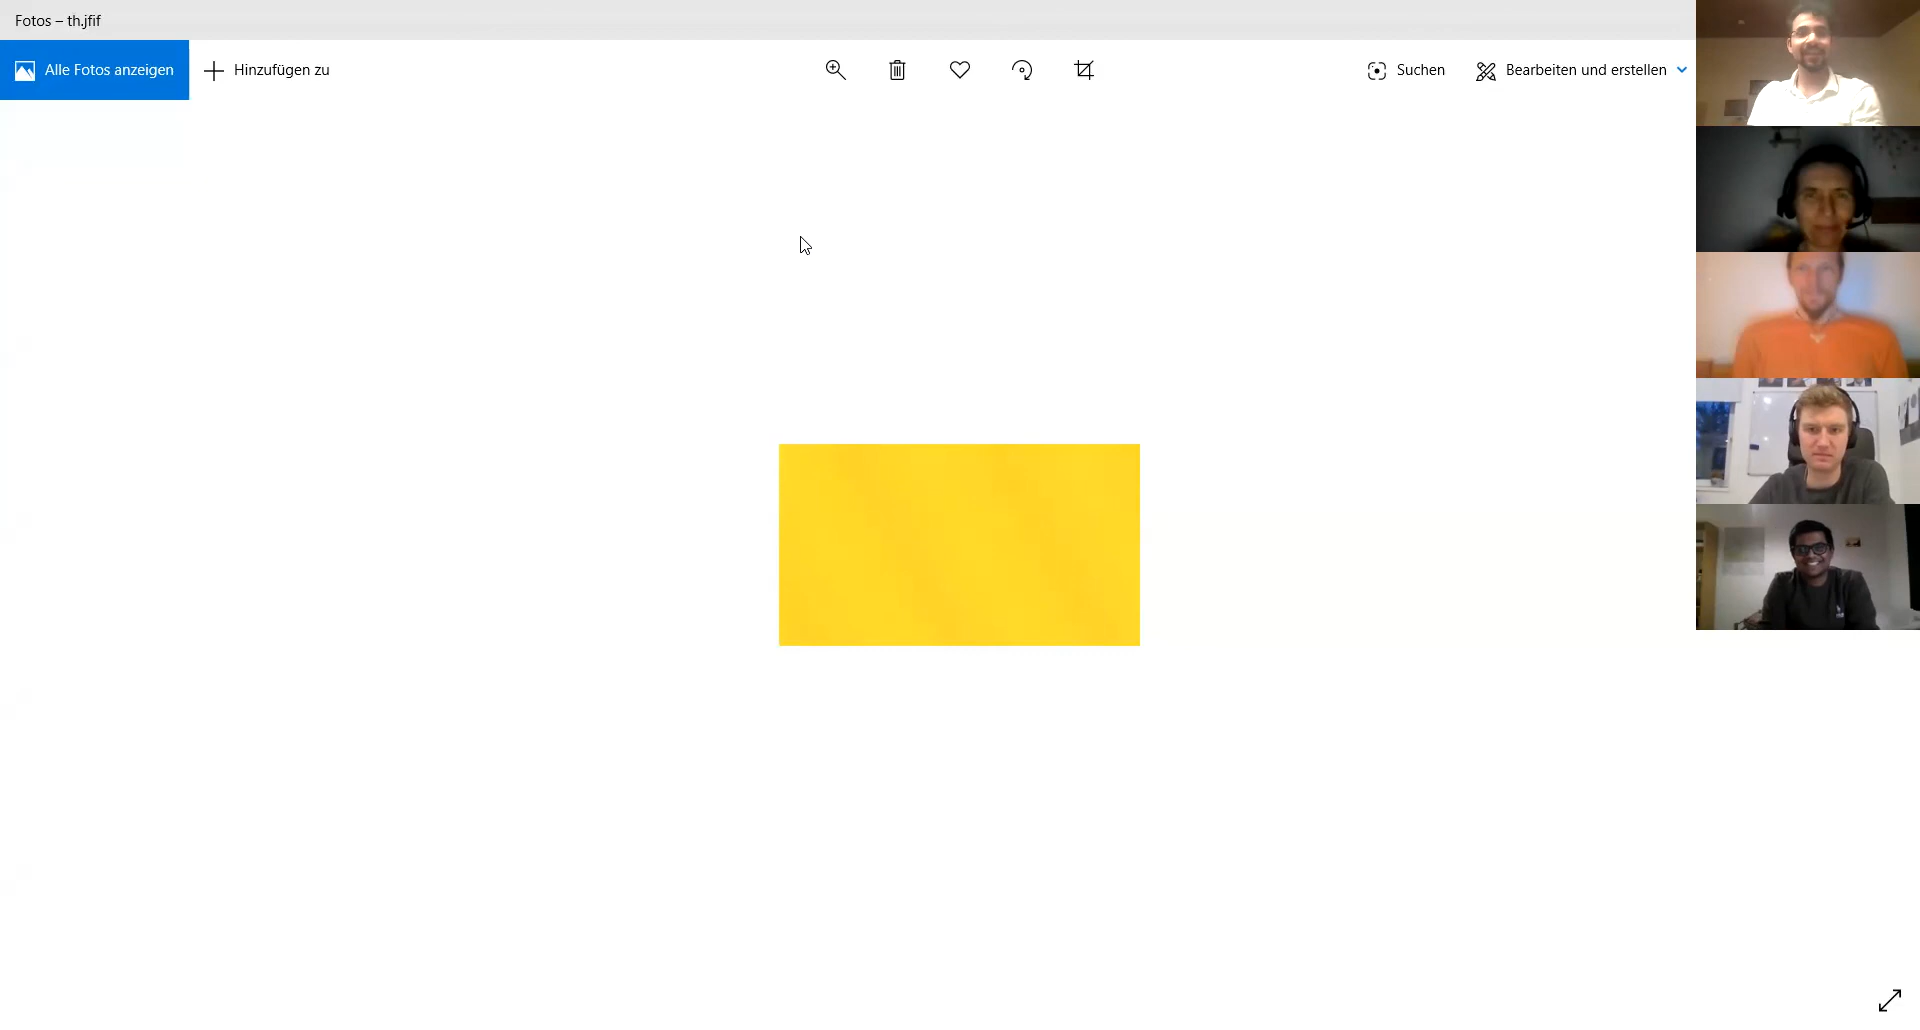 Fotos – th.jfif
Alle Fotos anzeigen
Hinzufügen zu
Suchen
Bearbeiten und erstellen